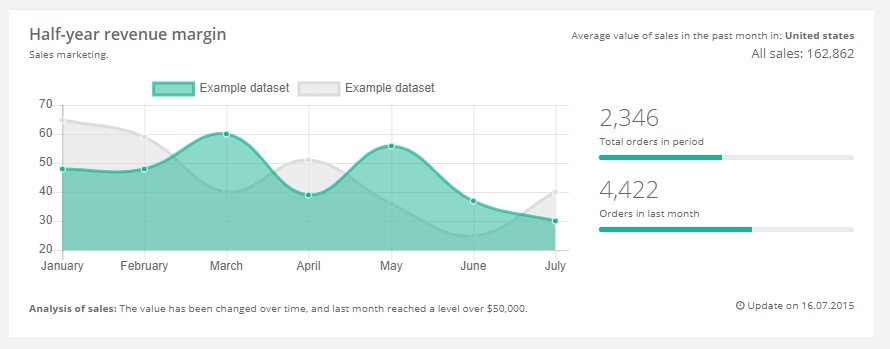 Half-year revenue margin
Sales marketing.
Average value of sales in the past month in: United states
All sales: 162,862
Example dataset Example dataset
70
60
50
40
30
20
January February March April May June July
2,346
Total orders in period
4,422
Orders in last month
Analysis of sales: The value has been changed over time, and last month reached a level over $50,000.
Update on 16.07.2015